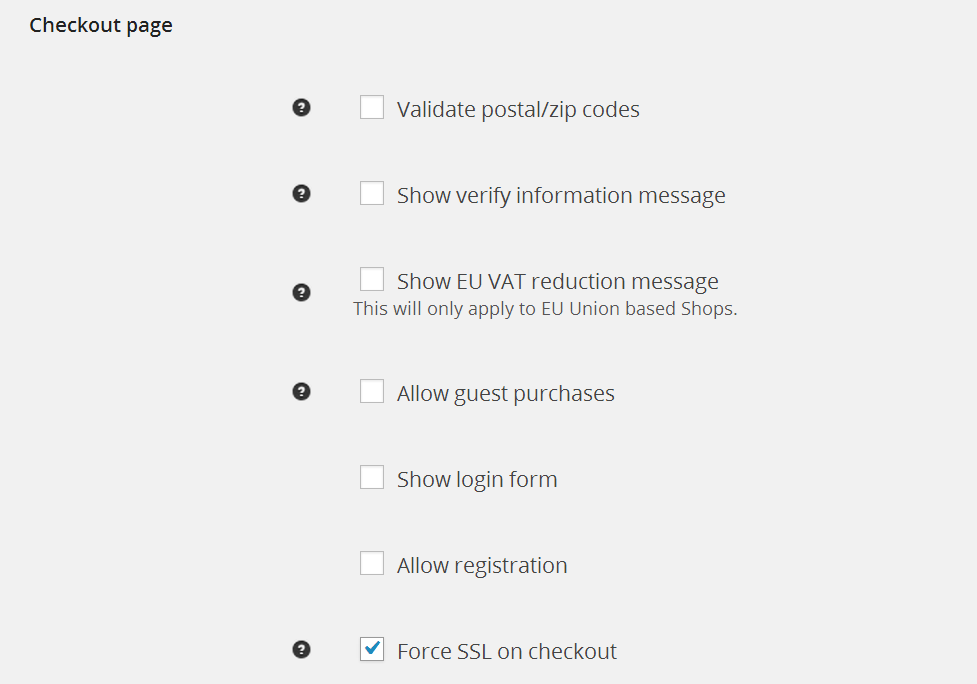 Checkout page
Validate postal/zip codes
Show verify information message
Show EU VAT reduction message
This will only apply to EU Union based Shops.
Allow guest purchases
Show login form
Allow registration
Force SSL on checkout